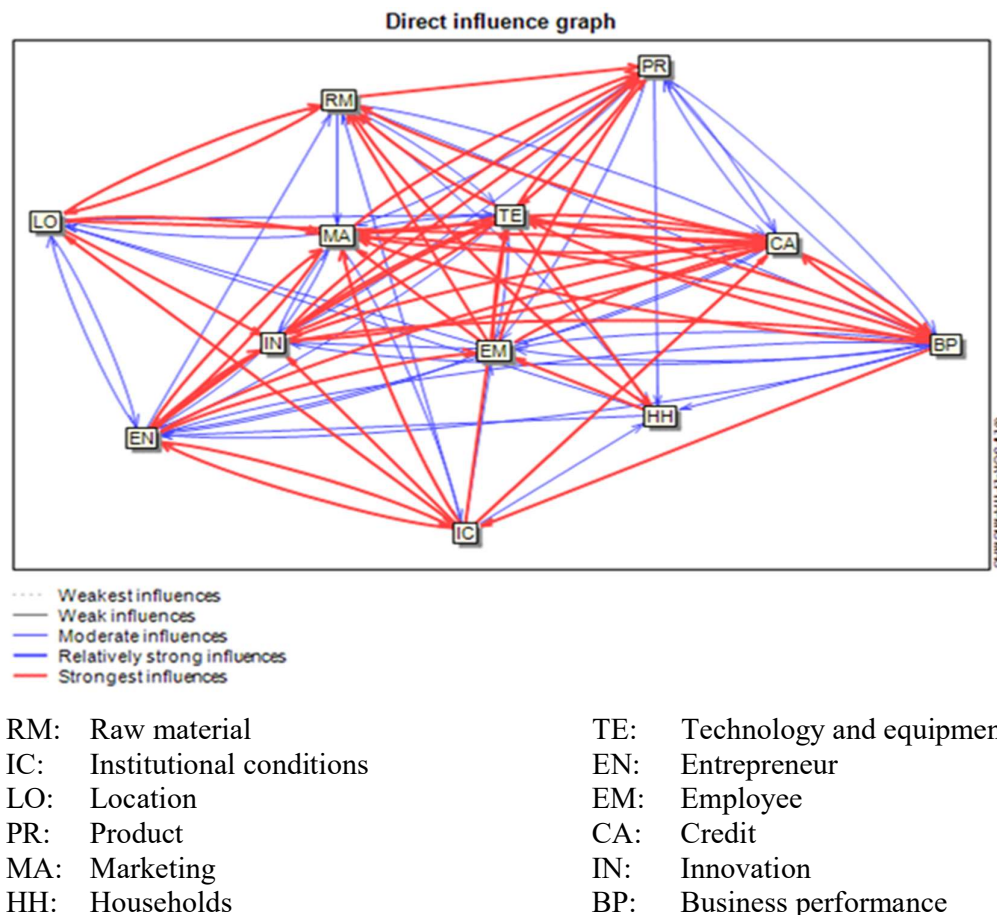 Direct influence graph
PR
RM
LO
TE
MA
CA
IN
EM
BP
HH
EN
IC
Weakest influences
Weak influences
Moderate influences
Relatively strong influences
Strongest influences
RM: Raw material TE: Technology and equipmen
IC: Institutional conditions EN: Entrepreneur
LO: Location EM: Employee
PR: Product CA: Credit
MA: Marketing IN: Innovation
HH: Households BP: Business performance